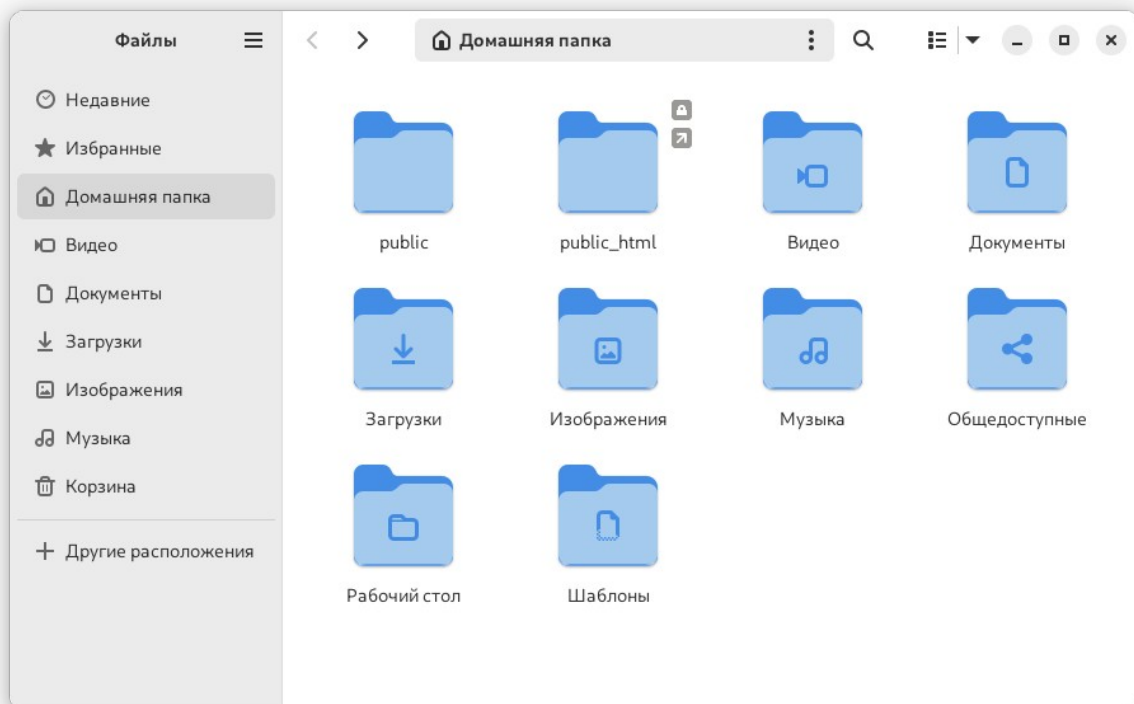 Файлы
Домашняя папка
Недавние
Избранные
Домашняя папка
Видео
Документы
Загрузки
Изображения
Музыка
Корзина
Другие расположения
public
public_html
Видео
Документы
Загрузки
Изображения
Музыка
Общедоступные
Рабочий стол
Шаблоны